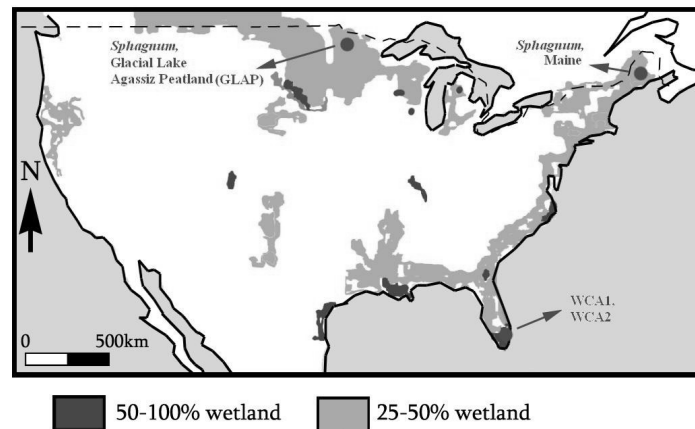 Sphagnum,
Glacial Lake
Agassiz Peatland (GLAP)
Sphagnum,
Maine
N
WCA1,
WCA2
0 500km
50-100% wetland 25-50% wetland